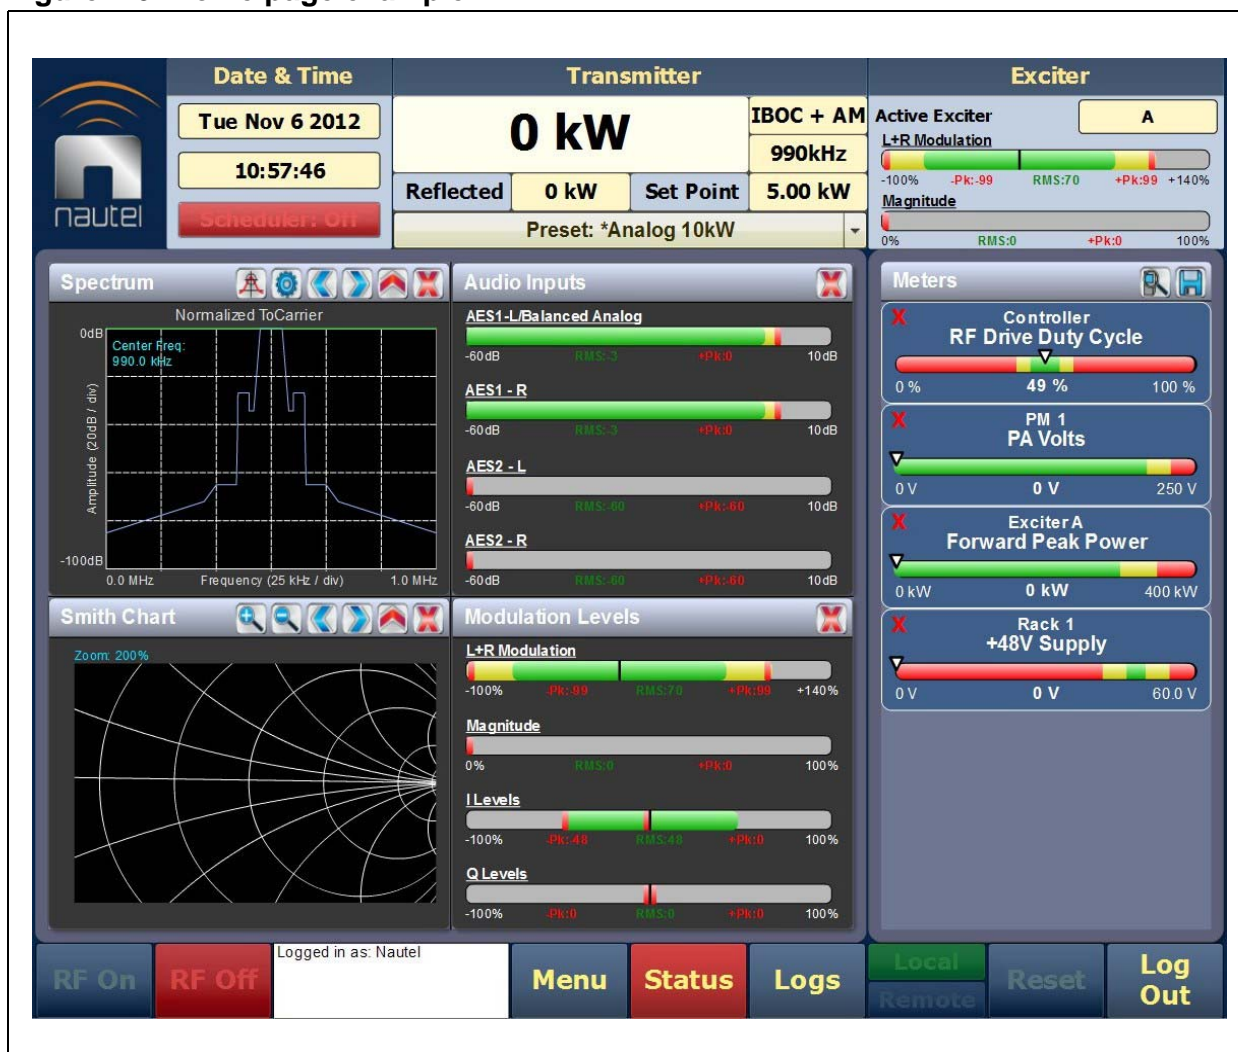 Date & Time
Transmitter
Exciter
nautel
Tue Nov 6 2012
10:57:46
Scheduler: Off
0 kW
IBOC + AM
990kHz
Reflected
0 kW
Set Point
5.00 kW
Preset: *Analog 10kW
Active Exciter
A
L+R Modulation
-100% -Pk:-99 RMS:70 +Pk:99 +140%
Magnitude
0% RMS:0 +Pk:0 100%
Spectrum
Normalized ToCarrier
0dB
Center Freq:
990.0 kHz
Amplitude (20dB / div)
-100dB
0.0 MHz Frequency (25 kHz / div) 1.0 MHz
Audio Inputs
AES1-L/Balanced Analog
-60dB RMS:-3 +Pk:0 10dB
AES1 - R
-60dB RMS:-3 +Pk:0 10dB
AES2 - L
-60dB RMS:-60 +Pk:-60 10dB
AES2 - R
-60dB RMS:-60 +Pk:-60 10dB
Smith Chart
Zoom: 200%
Modulation Levels
L+R Modulation
-100% -Pk:-99 RMS:70 +Pk:99 +140%
Magnitude
0% RMS:0 +Pk:0 100%
I Levels
-100% -Pk:-48 RMS:48 +Pk:0 100%
Q Levels
-100% -Pk:0 RMS:0 +Pk:0 100%
Meters
X Controller
RF Drive Duty Cycle
0 % 49 % 100 %
X PM 1
PA Volts
0 V 0 V 250 V
X Exciter A
Forward Peak Power
0 kW 0 kW 400 kW
X Rack 1
+48V Supply
0 V 0 V 60.0 V
RF On
RF Off
Logged in as: Nautel
Menu
Status
Logs
Local
Remote
Reset
Log
Out